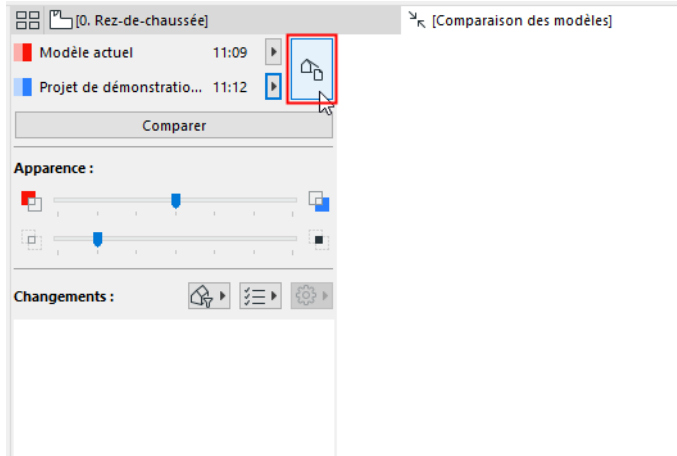 [0. Rez-de-chaussée]
[Comparaison des modèles]
Modèle actuel 11:09
Projet de démonstratio... 11:12
Comparer
Apparence :
Changements :